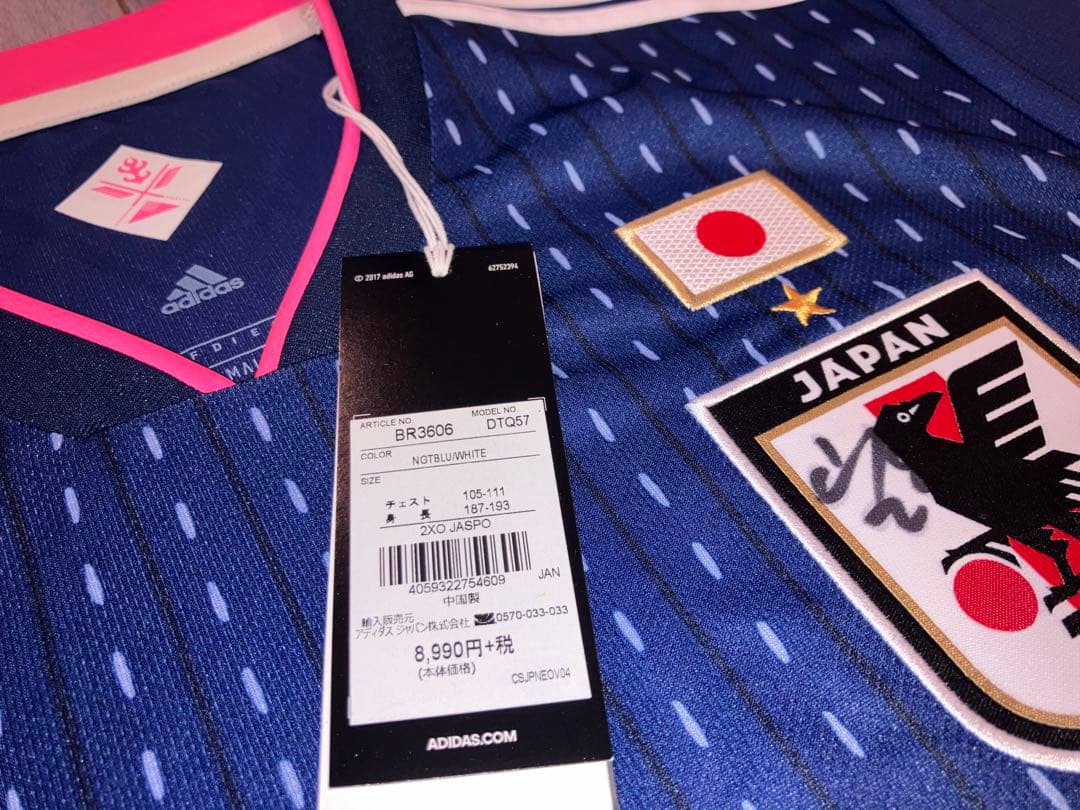 adidas
© 2017 adidas AG
62752394
ARTICLE NO.
BR3606
MODEL NO.
DTQ57
COLOR
NGTBLU/WHITE
SIZE
チェスト 105-111
身 長 187-193
2XO JASPO
4059322754609
JAN
中国製
輸入販売元
アディダス ジャパン株式会社 0570-033-033
8,990円+税
(本体価格)
CSJPNEOV04
ADIDAS.COM
JAPAN